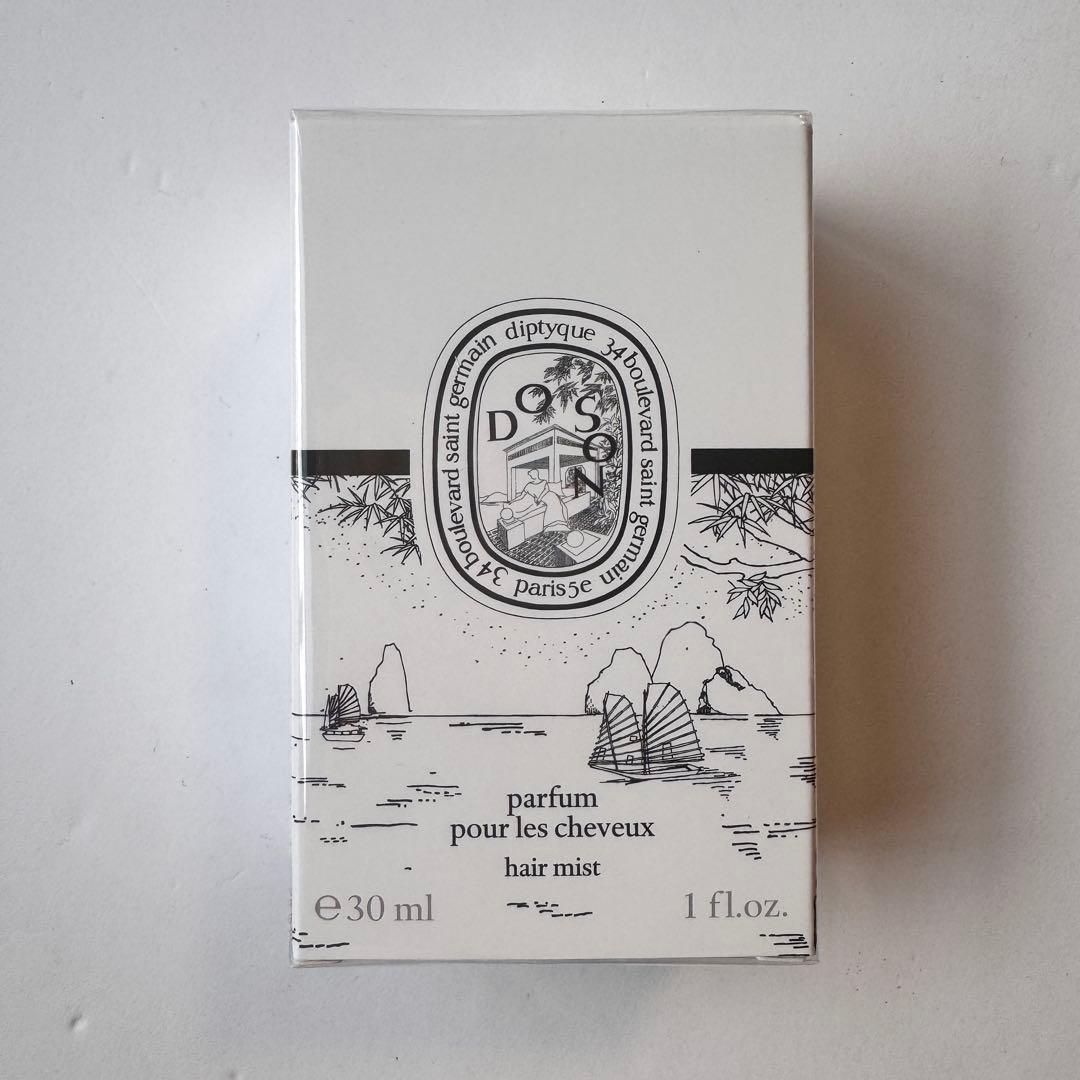 diptyque 34 boulevard saint germain paris 5e 34 boulevard saint germain
DO SON
parfum
pour les cheveux
hair mist
℮30 ml
1 fl.oz.